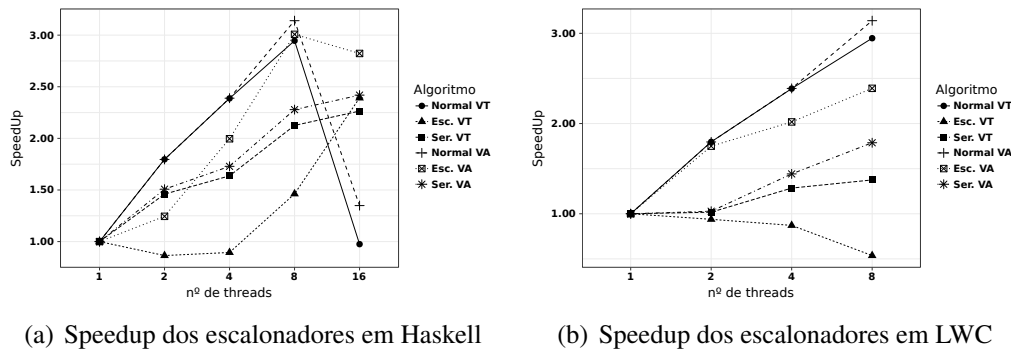 3.00
2.50
2.00
1.50
1.00
SpeedUp
1
2
4
8
16
nº de threads
Algoritmo
Normal VT
Esc. VT
Ser. VT
Normal VA
Esc. VA
Ser. VA
(a) Speedup dos escalonadores em Haskell
3.00
2.00
1.00
SpeedUp
1
2
4
8
nº de threads
Algoritmo
Normal VT
Esc. VT
Ser. VT
Normal VA
Esc. VA
Ser. VA
(b) Speedup dos escalonadores em LWC